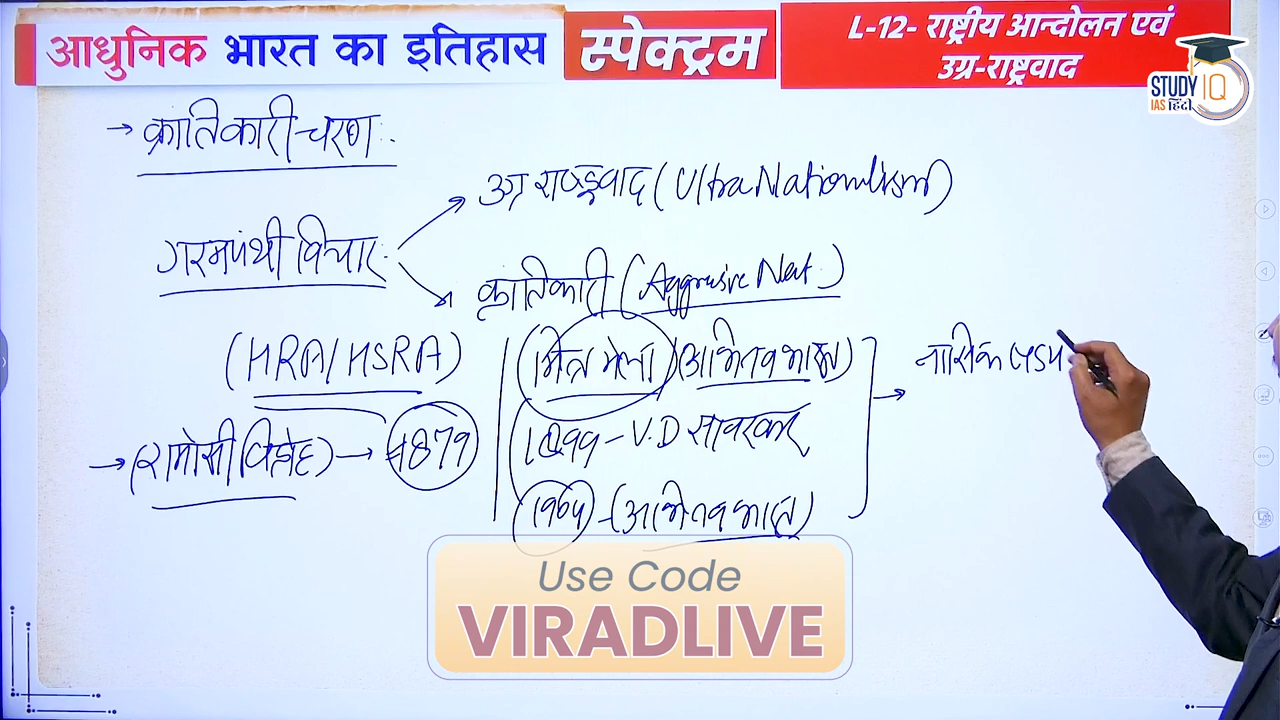 आधुनिक भारत का इतिहास स्पेक्ट्रम
L-12- राष्ट्रीय आन्दोलन एवं
उग्र-राष्ट्रवाद
STUDY IQ
IAS हिंदी
→ क्रांतिकारी चरण:
उग्र राष्ट्रवाद (Ultra Nationalism)
गरमपंथी विचार
क्रांतिकारी (Aggressive Nat.)
(HRA/HSRA)
(मित्र मेला) (अभिनव भारत) → नासिक षडय
1899 - V.D सावरकर
→ (रामोसी विद्रोह) → 1879
1904 - (अभिनव भारत)
Use Code
VIRADLIVE